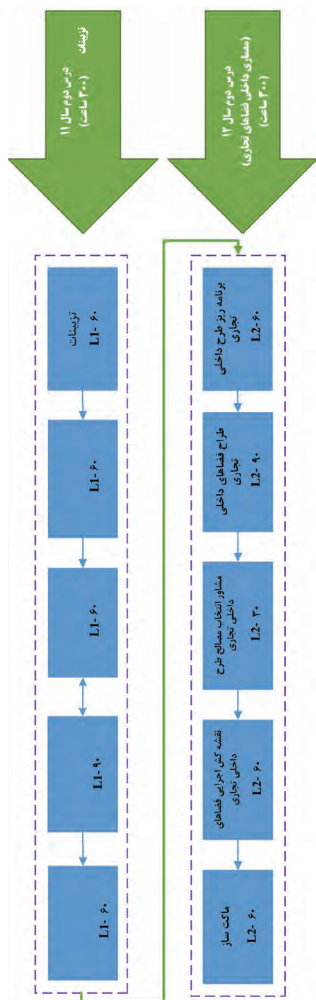 تزیینات
درس دوم سال ۱۱
(۳۰۰ ساعت)
تزیینات
L1- ۶۰
L1- ۶۰
L1- ۶۰
L1- ۹۰
L1- ۶۰
درس دوم سال ۱۲
(معماری داخلی فضاهای تجاری)
(۳۰۰ ساعت)
برنامه ریز طرح داخلی
تجاری
L2-۶۰
طراح فضاهای داخلی
تجاری
L2- ۹۰
مشاور انتخاب مصالح طرح
داخلی تجاری
L2- ۳۰
نقشه کش اجرایی فضاهای
داخلی تجاری
L2- ۶۰
ماکت ساز
L2- ۶۰